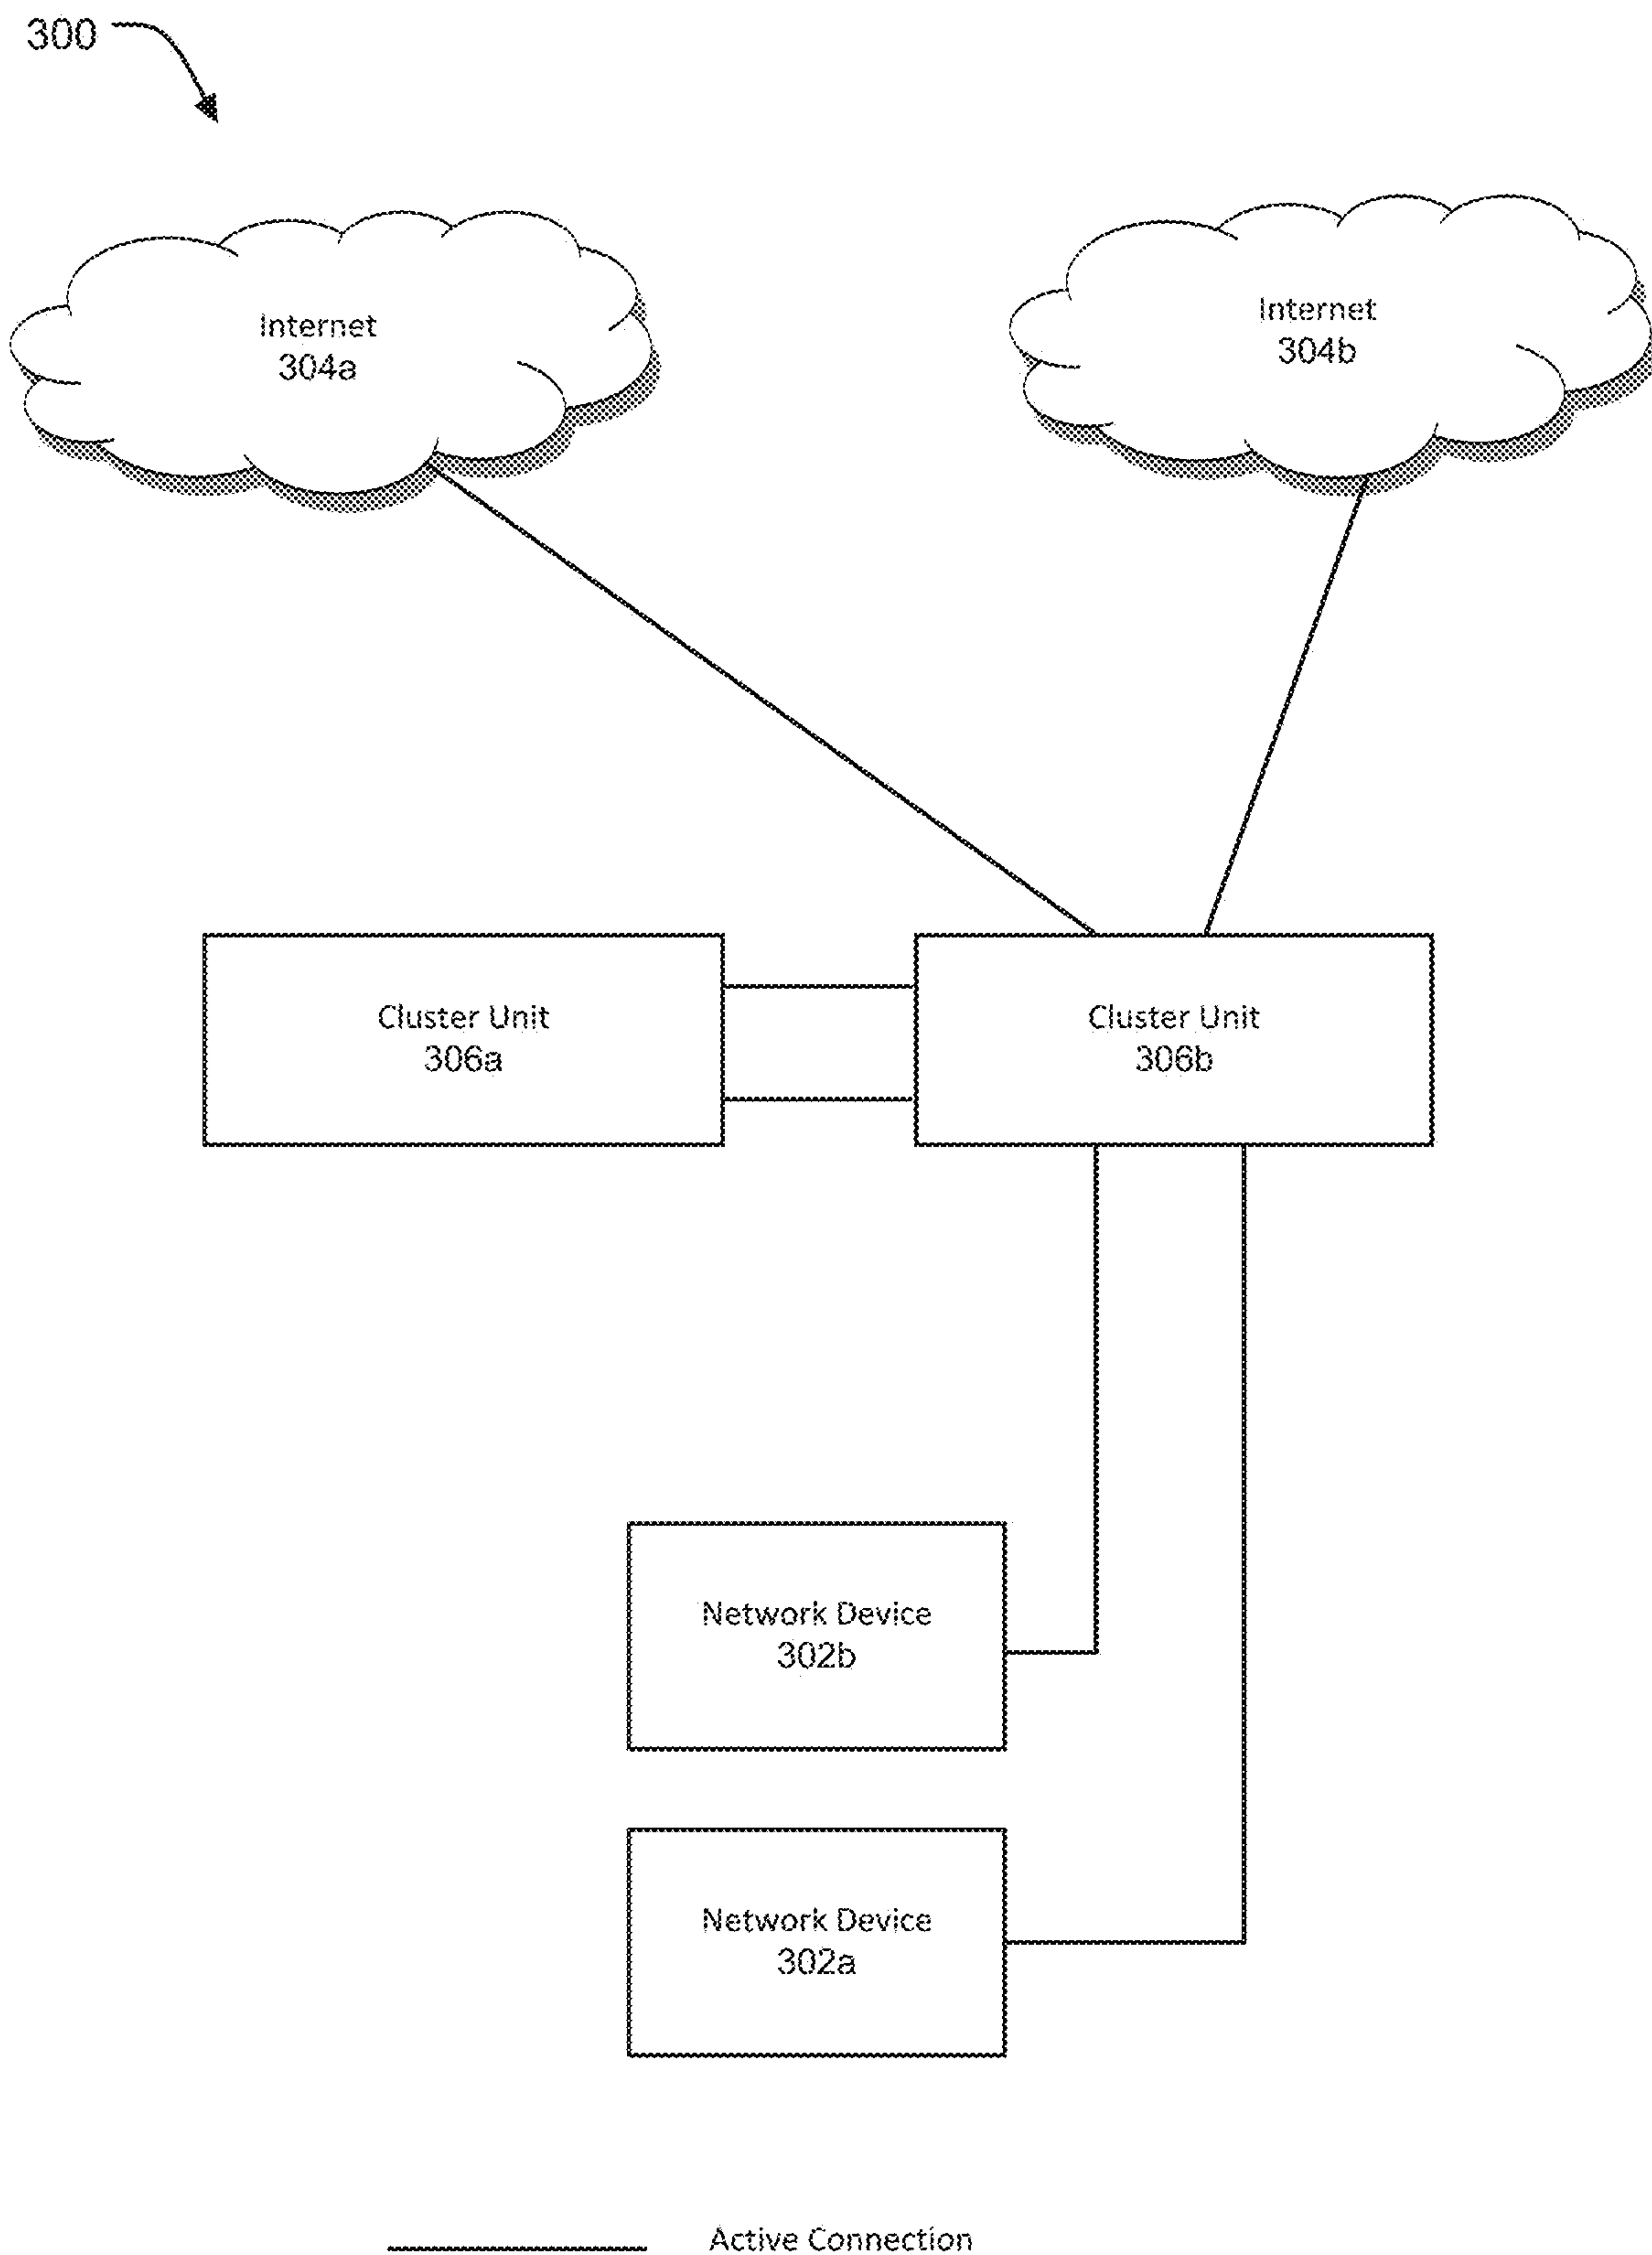 300
Internet
304a
Internet
304b
Cluster Unit
306a
Cluster Unit
306b
Network Device
302b
Network Device
302a
Active Connection